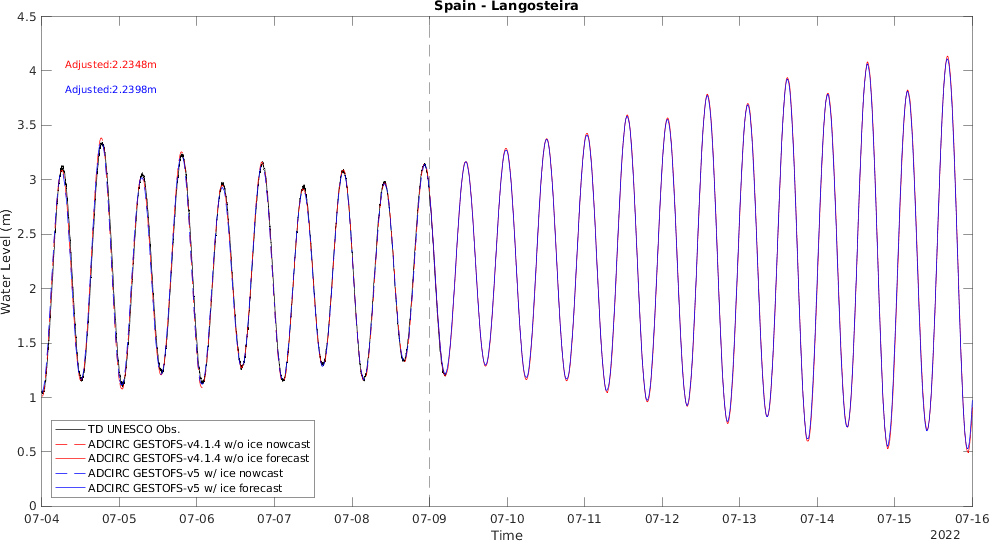 Spain - Langosteira
4.5
4
3.5
3
2.5
2
1.5
1
0.5
0
Water Level (m)
Adjusted:2.2348m
Adjusted:2.2398m
TD UNESCO Obs.
ADCIRC GESTOFS-v4.1.4 w/o ice nowcast
ADCIRC GESTOFS-v4.1.4 w/o ice forecast
ADCIRC GESTOFS-v5 w/ ice nowcast
ADCIRC GESTOFS-v5 w/ ice forecast
07-04 07-05 07-06 07-07 07-08 07-09 07-10 07-11 07-12 07-13 07-14 07-15 07-16
Time
2022